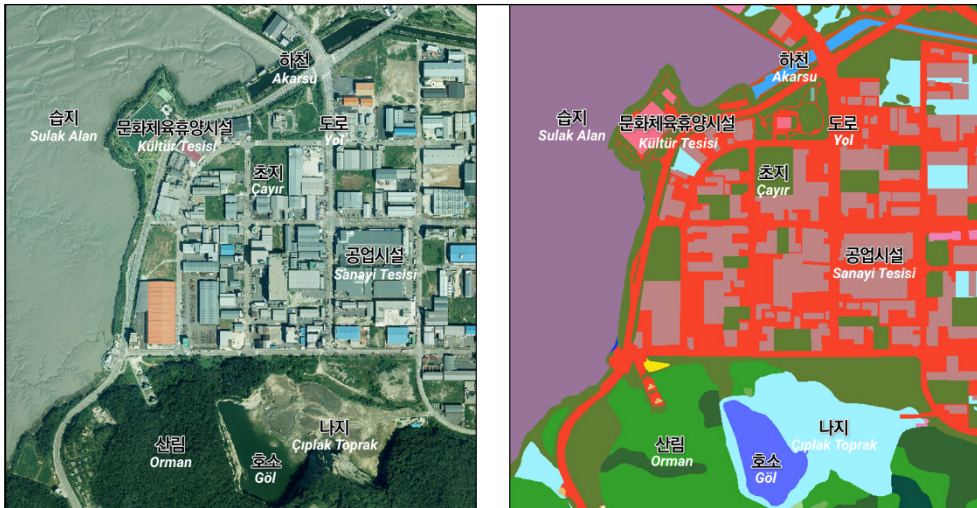 하천
Akarsu
습지
Sulak Alan
문화체육휴양시설
Kültür Tesisi
도로
Yol
초지
Çayır
공업시설
Sanayi Tesisi
산림
Orman
나지
Çıplak Toprak
호소
Göl
하천
Akarsu
습지
Sulak Alan
문화체육휴양시설
Kültür Tesisi
도로
Yol
초지
Çayır
공업시설
Sanayi Tesisi
산림
Orman
나지
Çıplak Toprak
호소
Göl